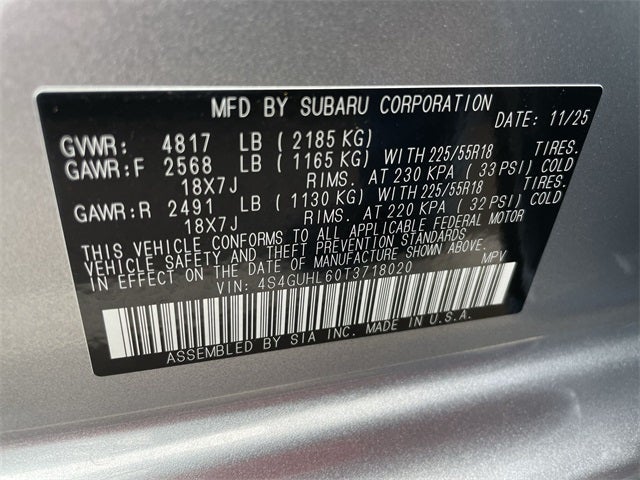 MFD BY SUBARU CORPORATION DATE: 11/25
GVWR: 4817 LB (2185 KG)
GAWR:F 2568 LB (1165 KG) WITH 225/55R18 TIRES.
18X7J RIMS. AT 230 KPA (33 PSI) COLD
GAWR:R 2491 LB (1130 KG) WITH 225/55R18 TIRES.
18X7J RIMS. AT 220 KPA (32 PSI) COLD
THIS VEHICLE CONFORMS TO ALL APPLICABLE FEDERAL MOTOR
VEHICLE SAFETY AND THEFT PREVENTION STANDARDS
IN EFFECT ON THE DATE OF MANUFACTURE SHOWN ABOVE.
VIN: 4S4GUHL60T3718020 MPV
ASSEMBLED BY SIA INC. MADE IN U.S.A.